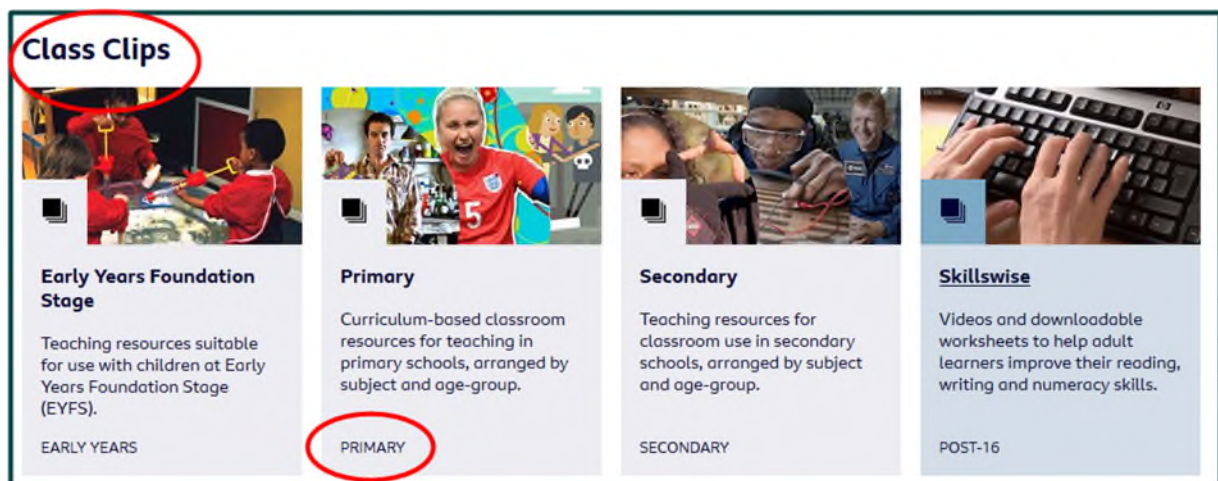 Class Clips
Early Years Foundation
Stage
Teaching resources suitable
for use with children at Early
Years Foundation Stage
(EYFS).
EARLY YEARS
Primary
Curriculum-based classroom
resources for teaching in
primary schools, arranged by
subject and age-group.
PRIMARY
Secondary
Teaching resources for
classroom use in secondary
schools, arranged by subject
and age-group.
SECONDARY
Skillswise
Videos and downloadable
worksheets to help adult
learners improve their reading,
writing and numeracy skills.
POST-16
5
hp